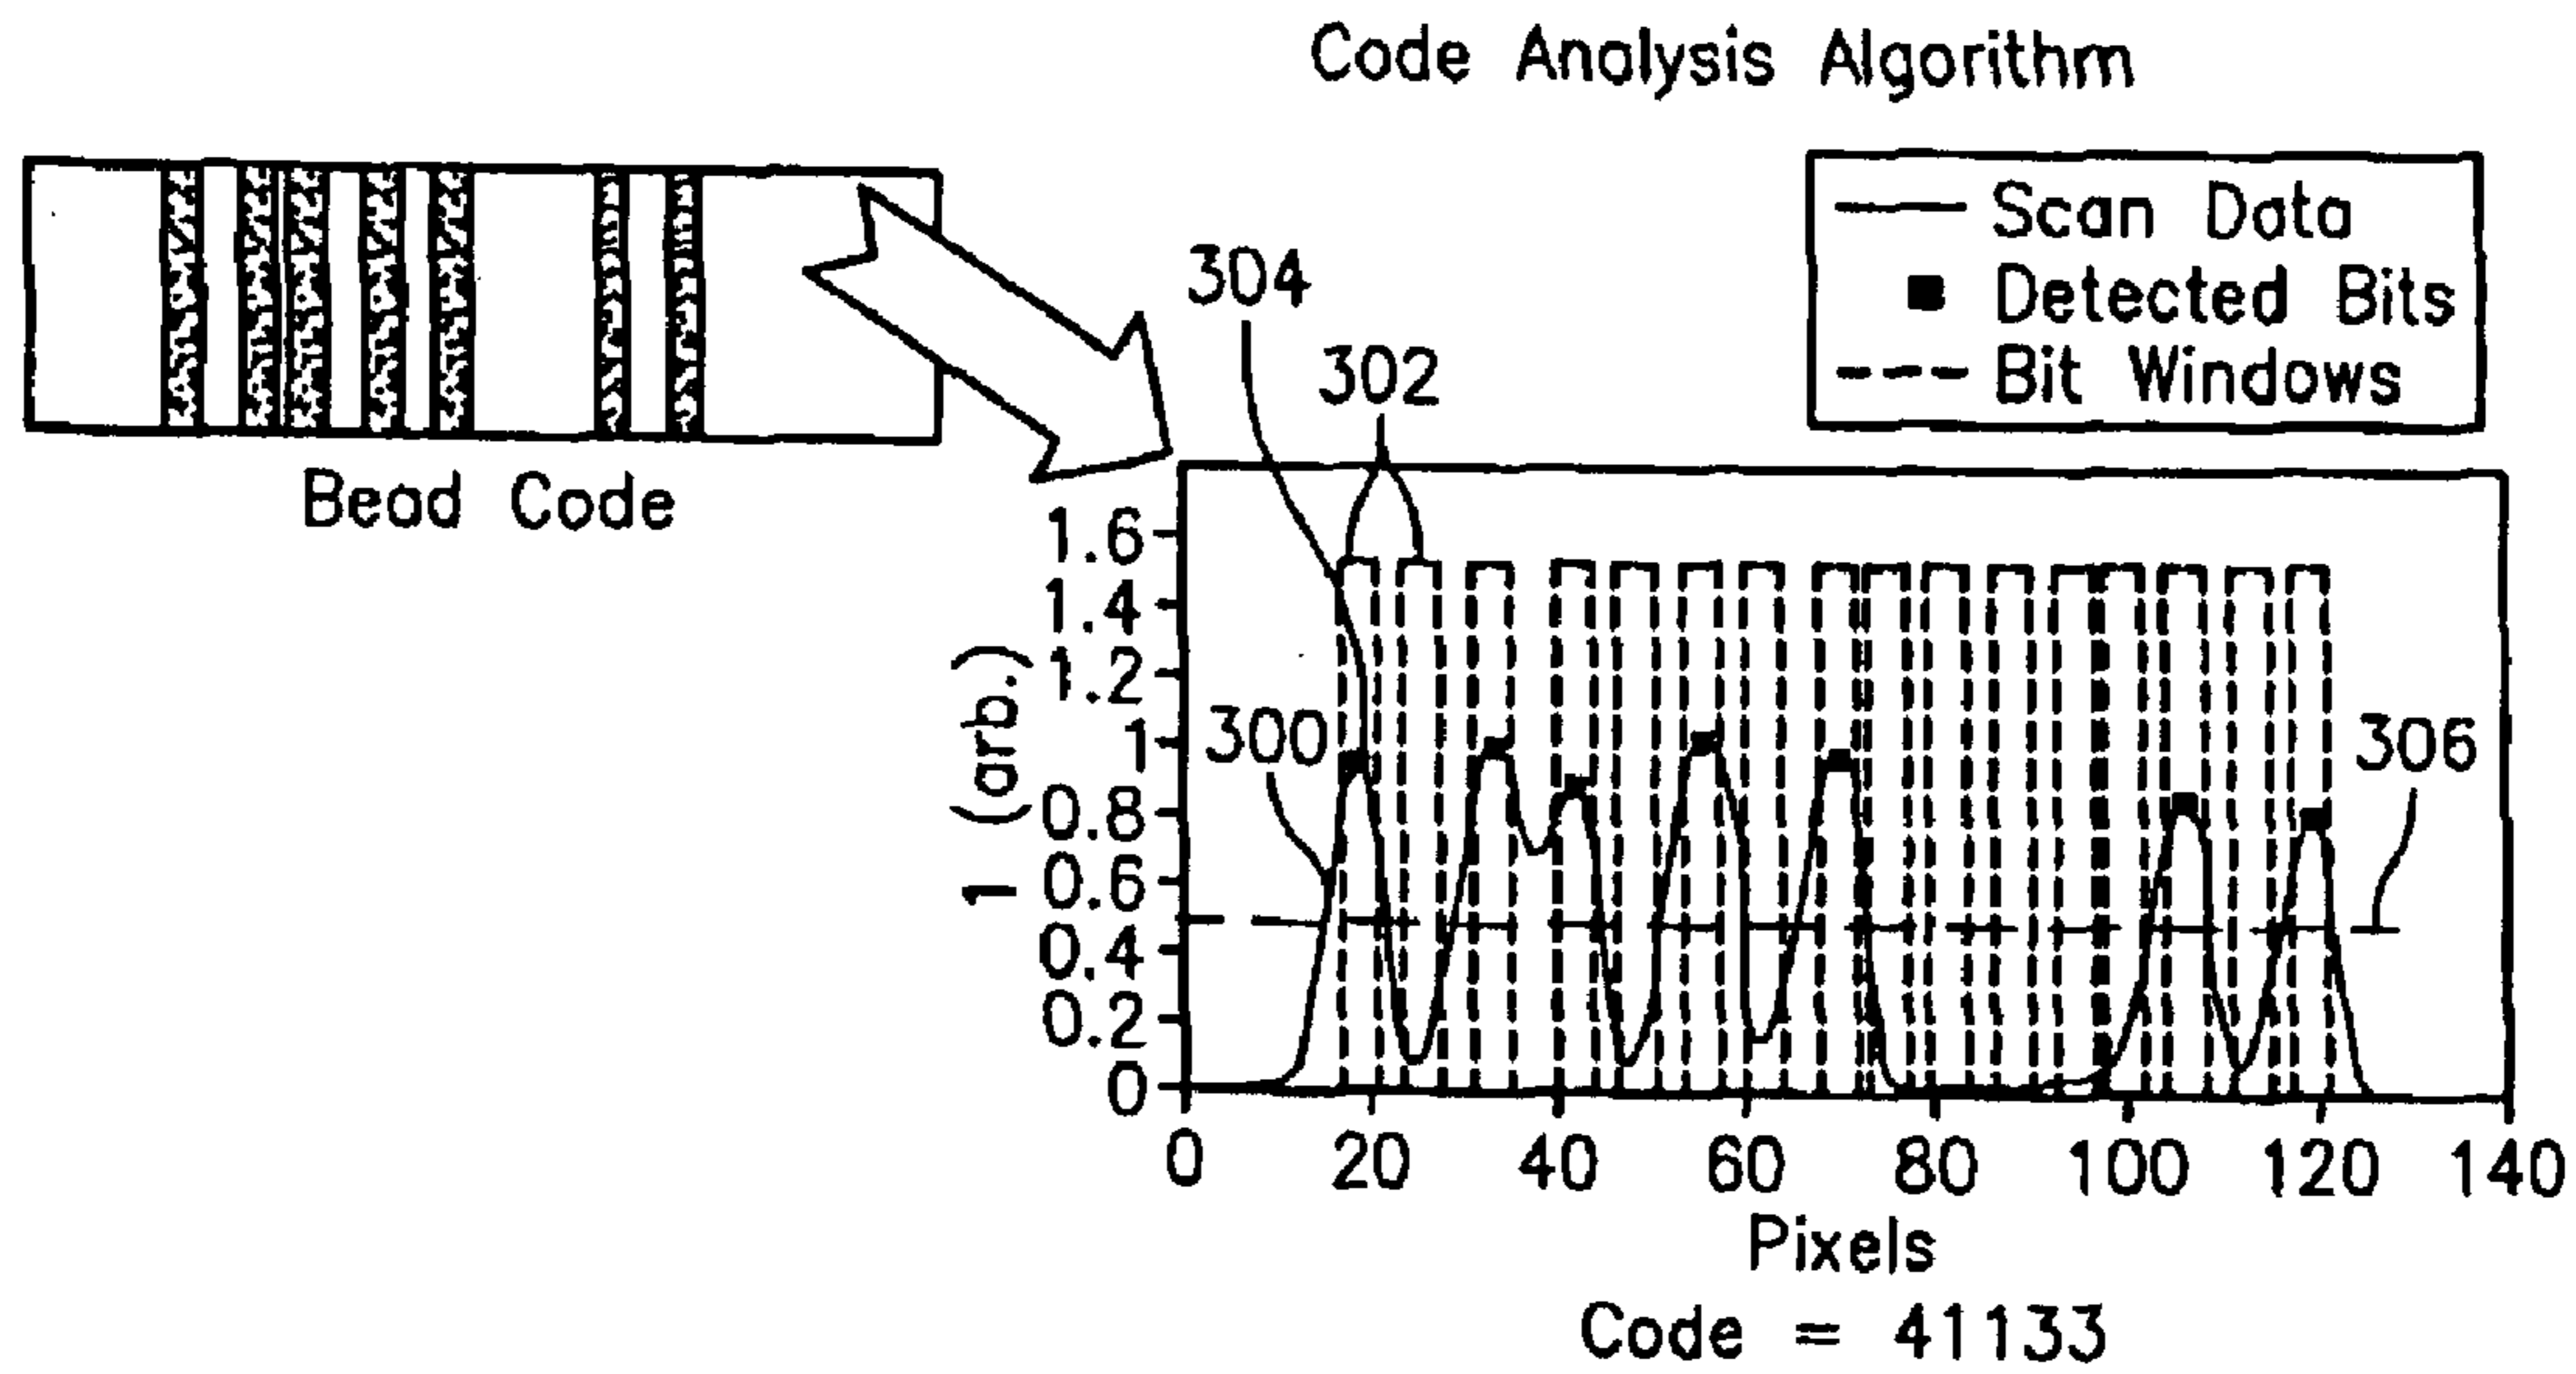 Code Analysis Algorithm
Scan Data
Detected Bits
Bit Windows
Bead Code
304
302
300
306
1 (arb.)
1.6
1.4
1.2
1
0.8
0.6
0.4
0.2
0
0 20 40 60 80 100 120 140
Pixels
Code = 41133